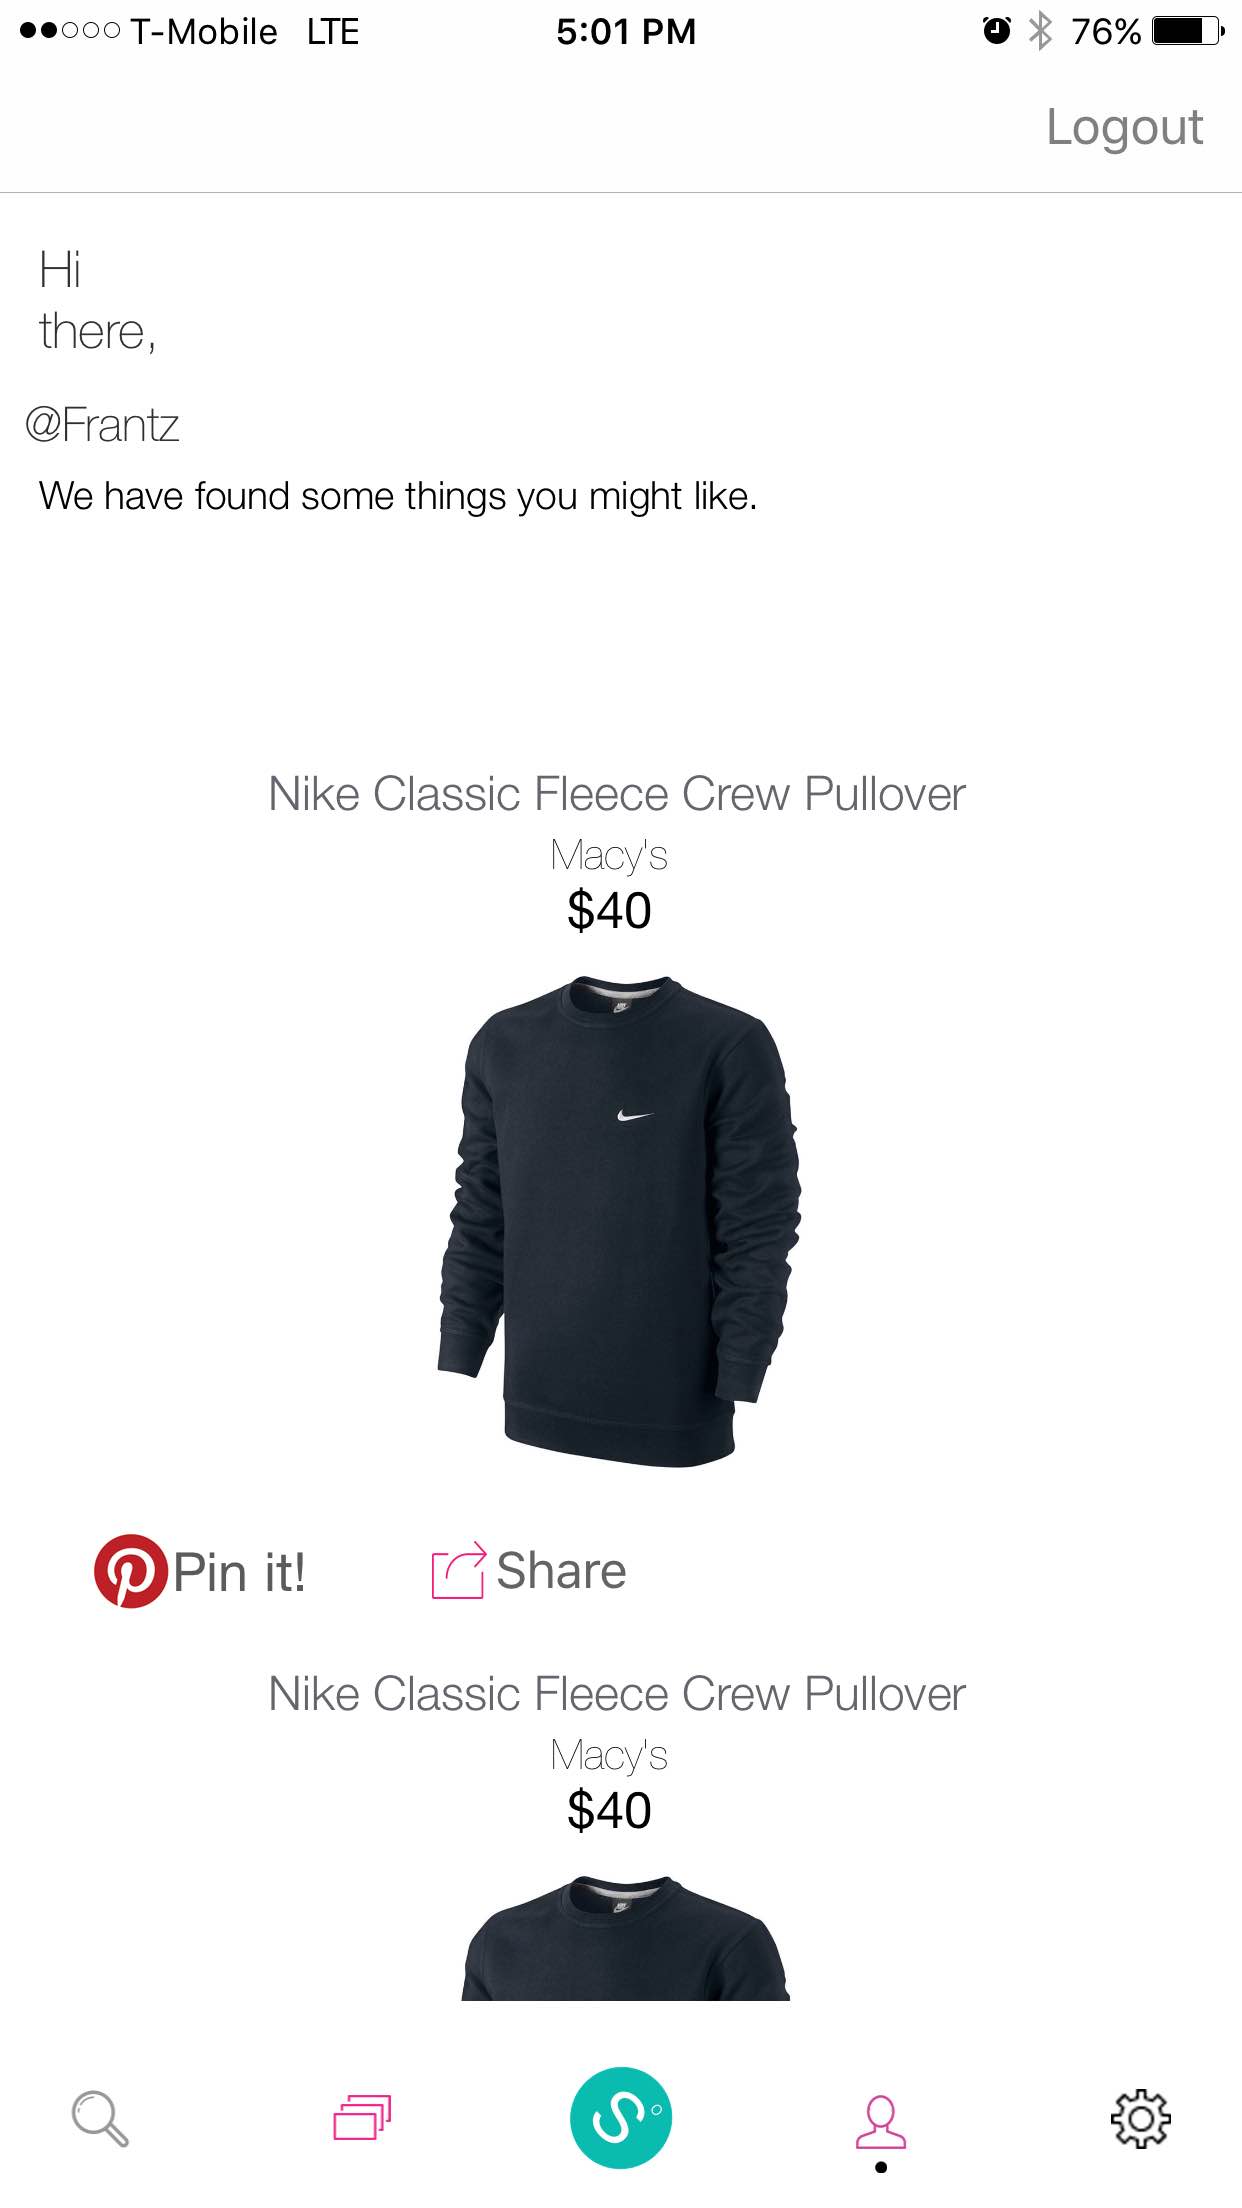 T-Mobile LTE 5:01 PM 76%
Logout
Hi
there,
@Frantz
We have found some things you might like.
Nike Classic Fleece Crew Pullover
Macy's
$40
Pin it! Share
Nike Classic Fleece Crew Pullover
Macy's
$40